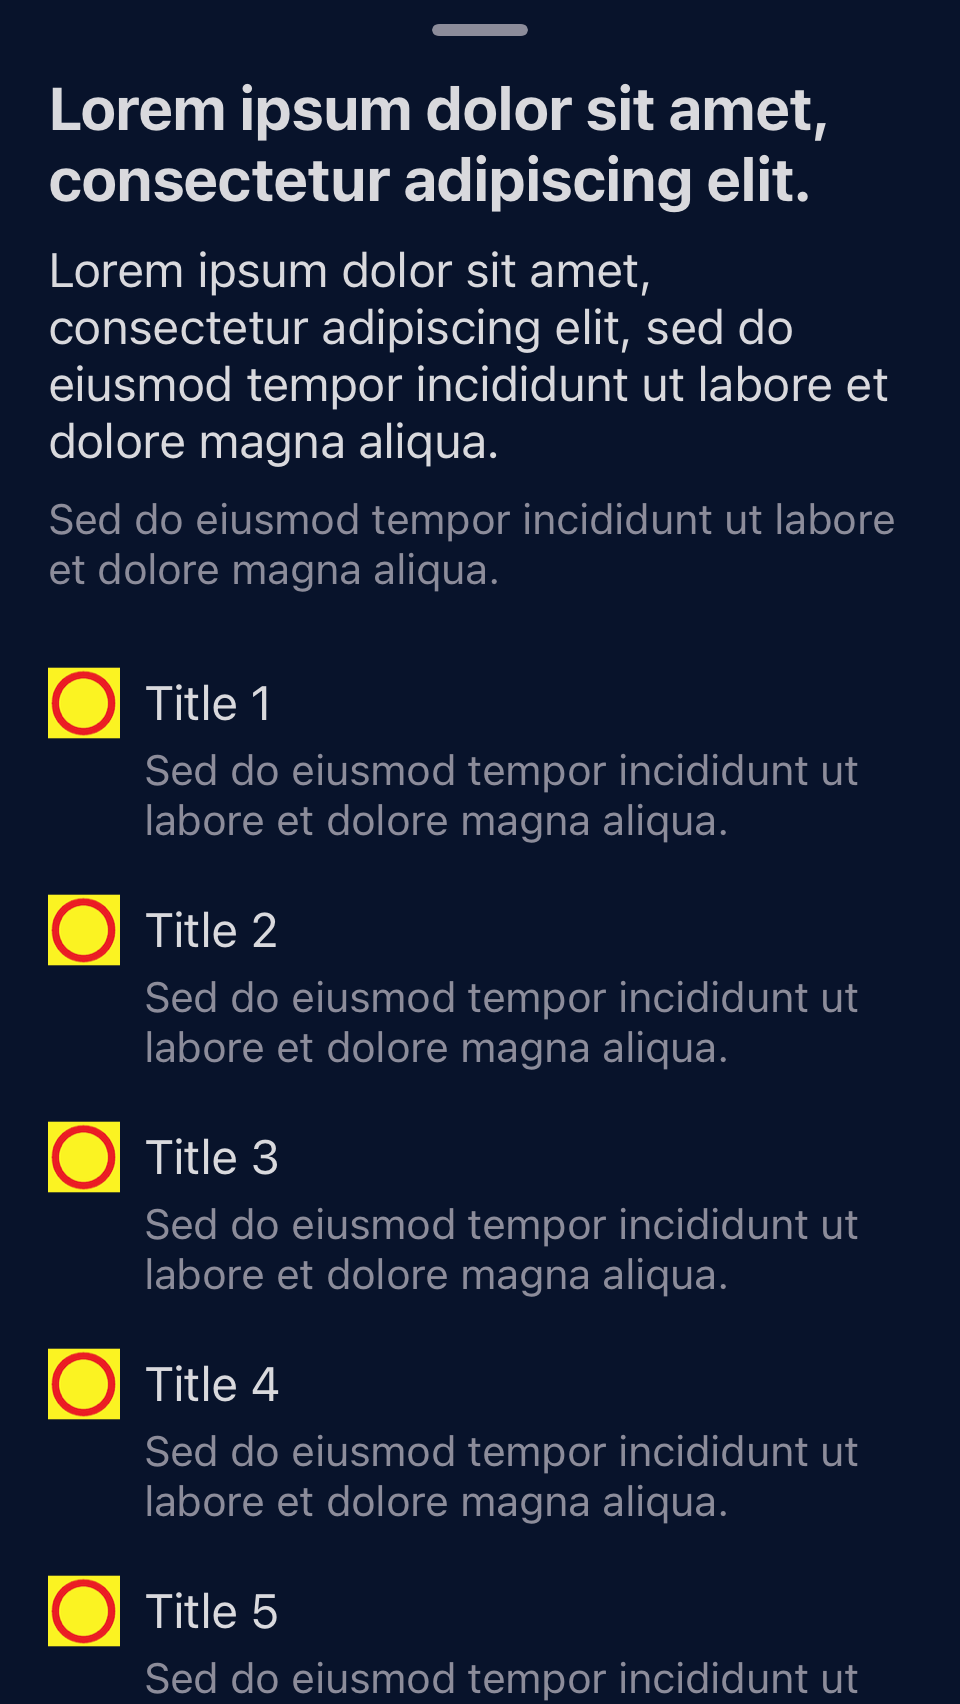 Lorem ipsum dolor sit amet,
consectetur adipiscing elit.
Lorem ipsum dolor sit amet,
consectetur adipiscing elit, sed do
eiusmod tempor incididunt ut labore et
dolore magna aliqua.
Sed do eiusmod tempor incididunt ut labore
et dolore magna aliqua.
Title 1
Sed do eiusmod tempor incididunt ut
labore et dolore magna aliqua.
Title 2
Sed do eiusmod tempor incididunt ut
labore et dolore magna aliqua.
Title 3
Sed do eiusmod tempor incididunt ut
labore et dolore magna aliqua.
Title 4
Sed do eiusmod tempor incididunt ut
labore et dolore magna aliqua.
Title 5
Sed do eiusmod tempor incididunt ut